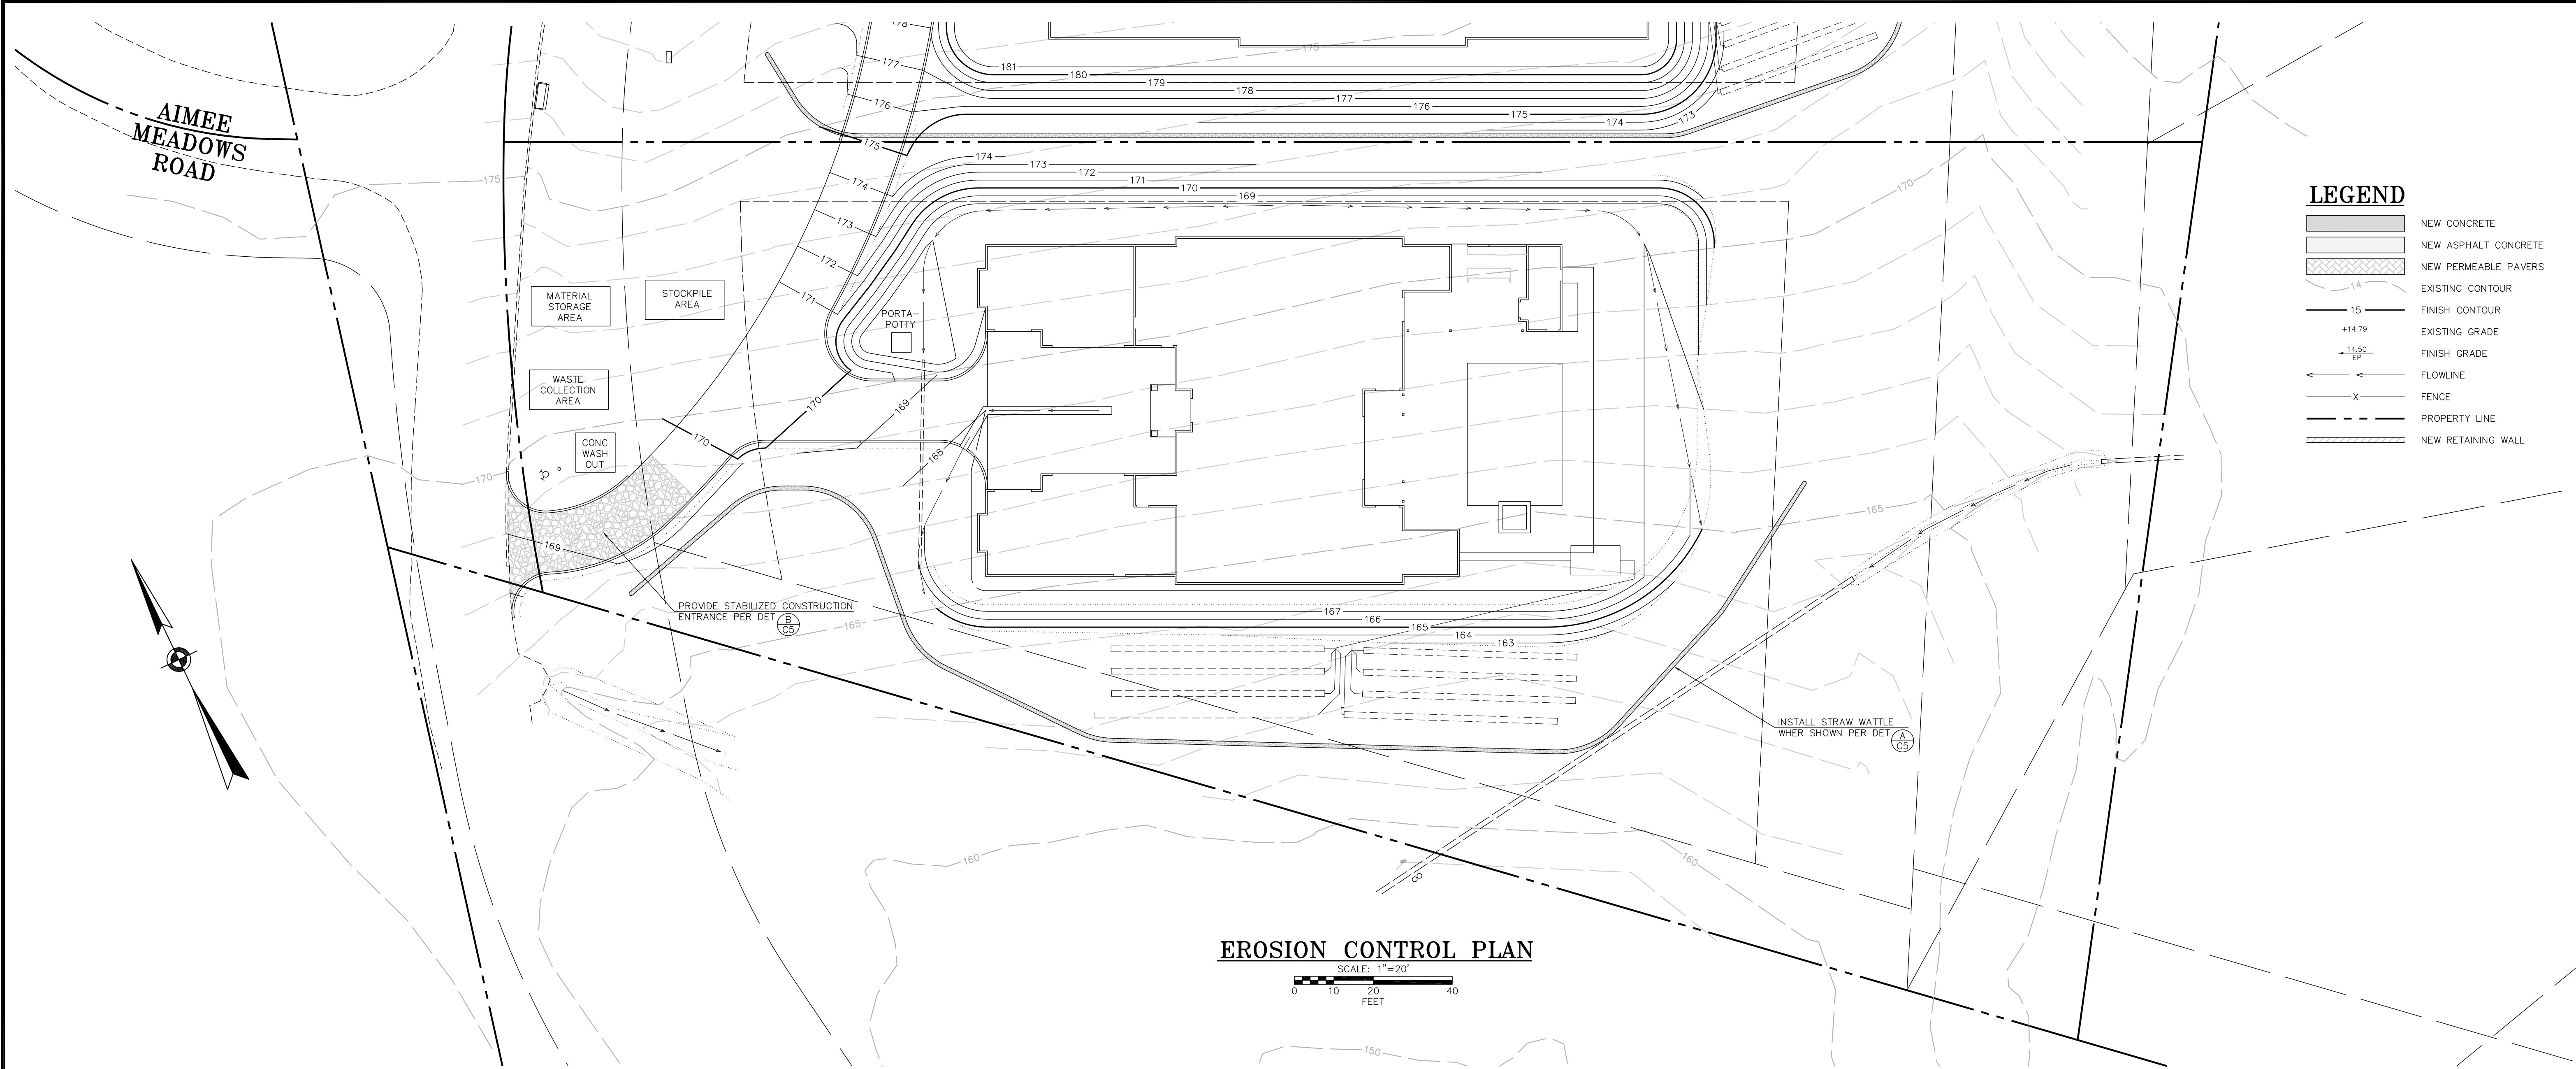 AIMEE
MEADOWS
ROAD
178
177
176
175
181
180
179
178
177
176
175
174
173
175
175
174
173
172
171
170
169
174
173
172
171
170
LEGEND
NEW CONCRETE
NEW ASPHALT CONCRETE
NEW PERMEABLE PAVERS
14
EXISTING CONTOUR
15
FINISH CONTOUR
+14.79
EXISTING GRADE
14.50
EP
FINISH GRADE
FLOWLINE
X
FENCE
PROPERTY LINE
NEW RETAINING WALL
MATERIAL
STORAGE
AREA
STOCKPILE
AREA
PORTA-
POTTY
WASTE
COLLECTION
AREA
CONC
WASH
OUT
170
169
170
168
170
169
165
PROVIDE STABILIZED CONSTRUCTION
ENTRANCE PER DET
B
C5
165
167
166
165
164
163
INSTALL STRAW WATTLE
WHER SHOWN PER DET
A
C5
160
160
EROSION CONTROL PLAN
SCALE: 1"=20'
0 10 20 40
FEET
150